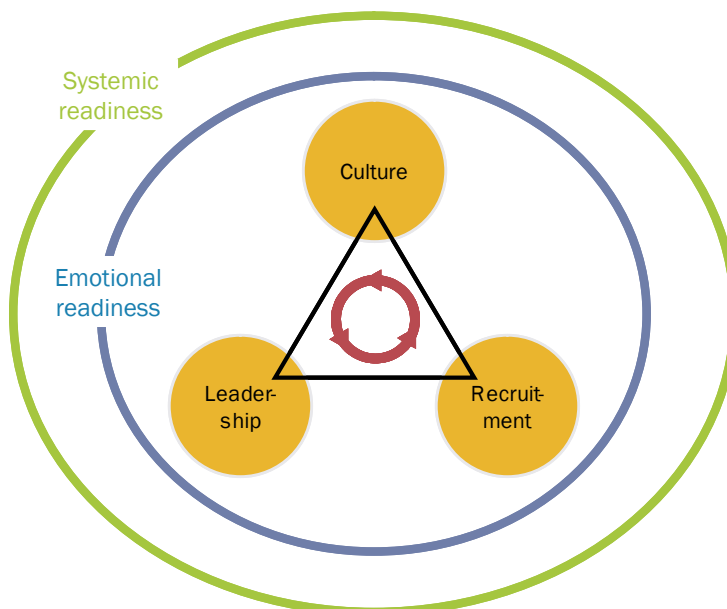 Systemic
readiness
Culture
Emotional
readiness
Leader-
ship
Recruit-
ment